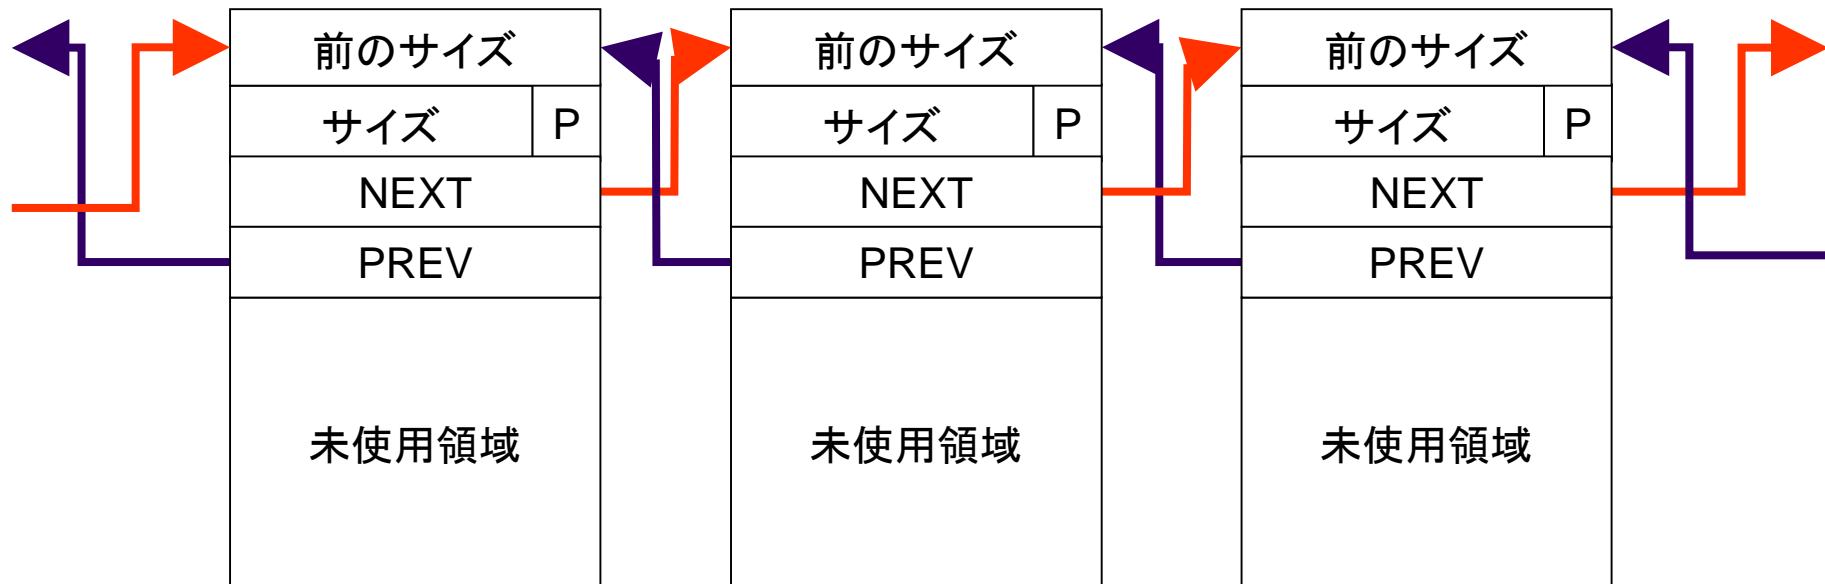 前のサイズ 前のサイズ 前のサイズ
サイズ P サイズ P サイズ P
NEXT NEXT NEXT
PREV PREV PREV
未使用領域 未使用領域 未使用領域